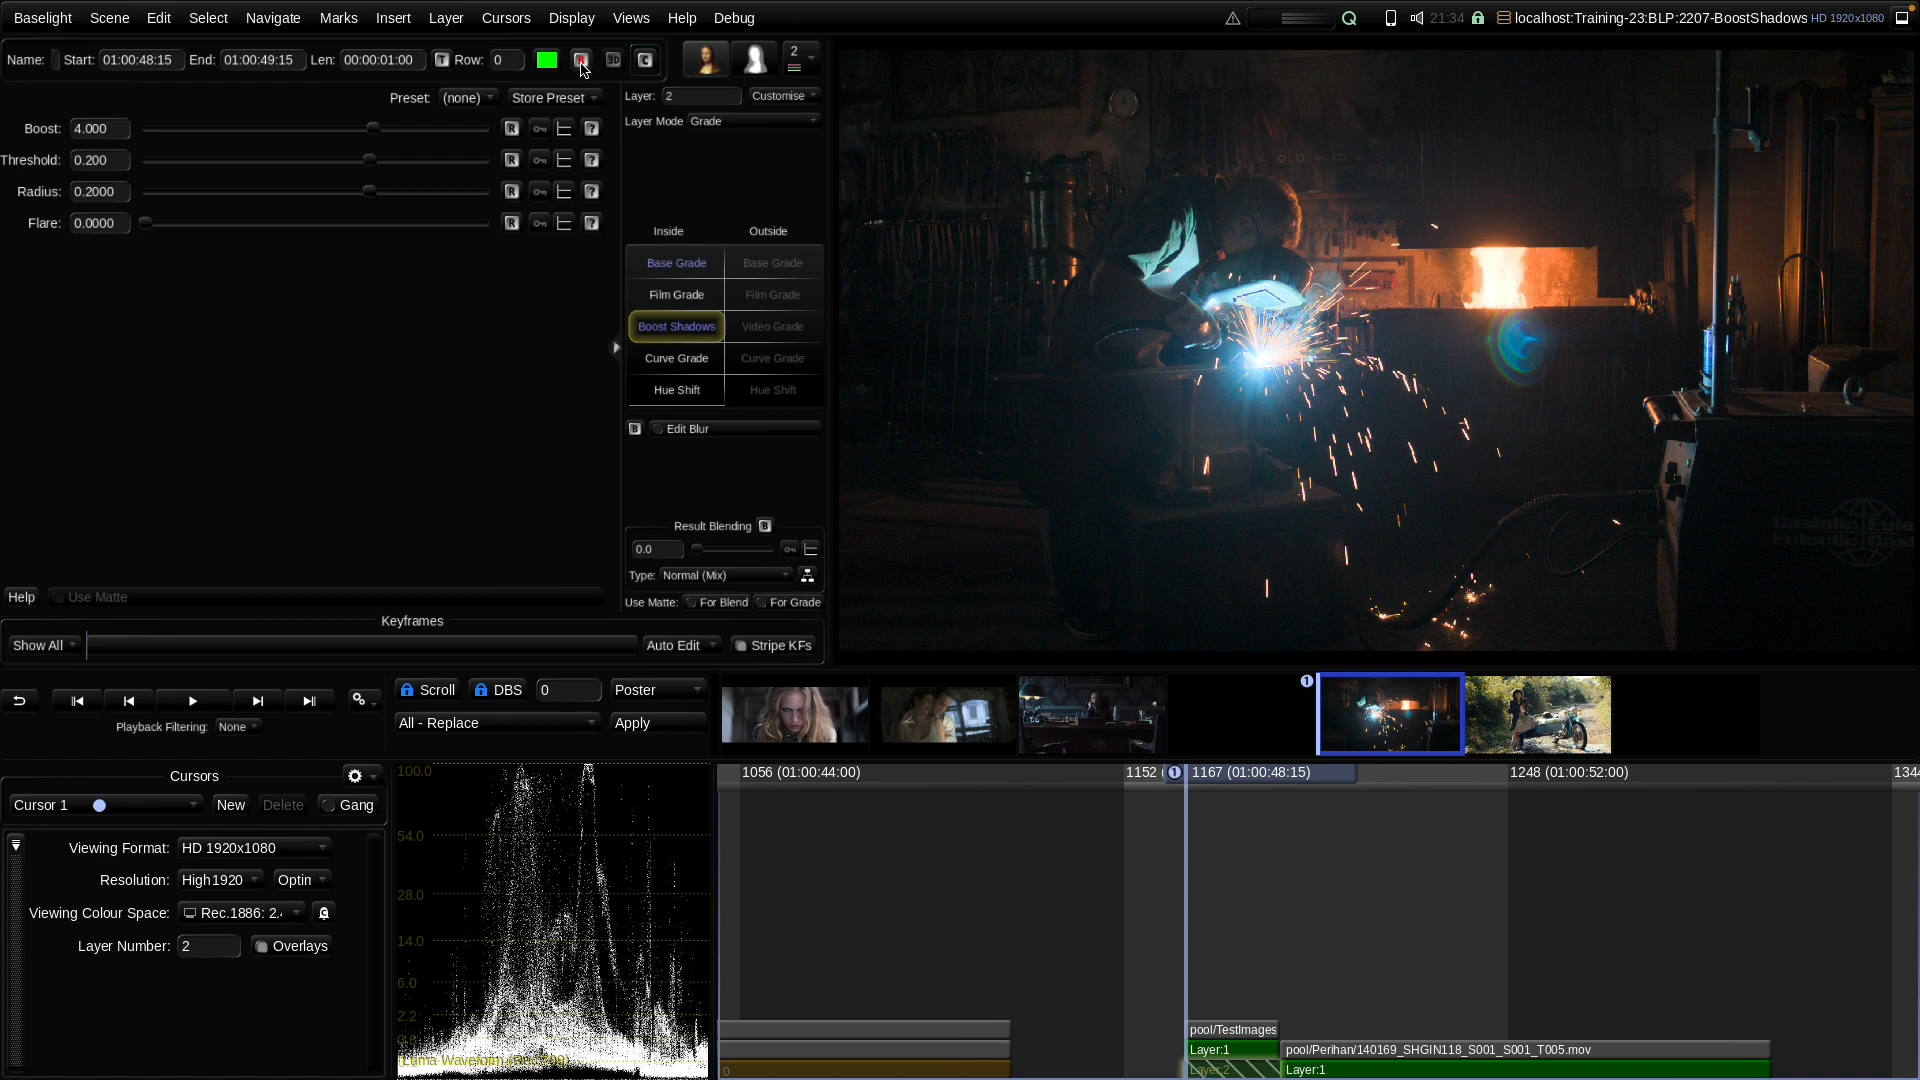 Baselight Scene Edit Select Navigate Marks Insert Layer Cursors Display Views Help Debug
21:34 localhost:Training-23:BLP:2207-BoostShadows HD 1920x1080
Name: Start: 01:00:48:15 End: 01:00:49:15 Len: 00:00:01:00 T Row: 0 3D C
2
Preset: (none) Store Preset
Layer: 2 Customise
Layer Mode Grade
Boost: 4.000 R ?
Threshold: 0.200 R ?
Radius: 0.2000 R ?
Flare: 0.0000 R ?
Inside Outside
Base Grade Base Grade
Film Grade Film Grade
Boost Shadows Video Grade
Curve Grade Curve Grade
Hue Shift Hue Shift
B Edit Blur
Result Blending B
0.0
Type: Normal (Mix)
Use Matte: For Blend For Grade
Help Use Matte
Keyframes
Show All Auto Edit Stripe KFs
Scroll DBS 0 Poster
Playback Filtering: None
All - Replace Apply
1
Cursors
Cursor 1 New Delete Gang
Viewing Format: HD 1920x1080
Resolution: High1920 Optin
Viewing Colour Space: Rec.1886: 2.
Layer Number: 2 Overlays
100.0
54.0
28.0
14.0
6.0
2.2
1056 (01:00:44:00) 1152 ( 1 1167 (01:00:48:15) 1248 (01:00:52:00) 1344
pool/TestImages
Layer:1 pool/Perihan/140169_SHGIN118_S001_S001_T005.mov
0 Layer:2 Layer:1